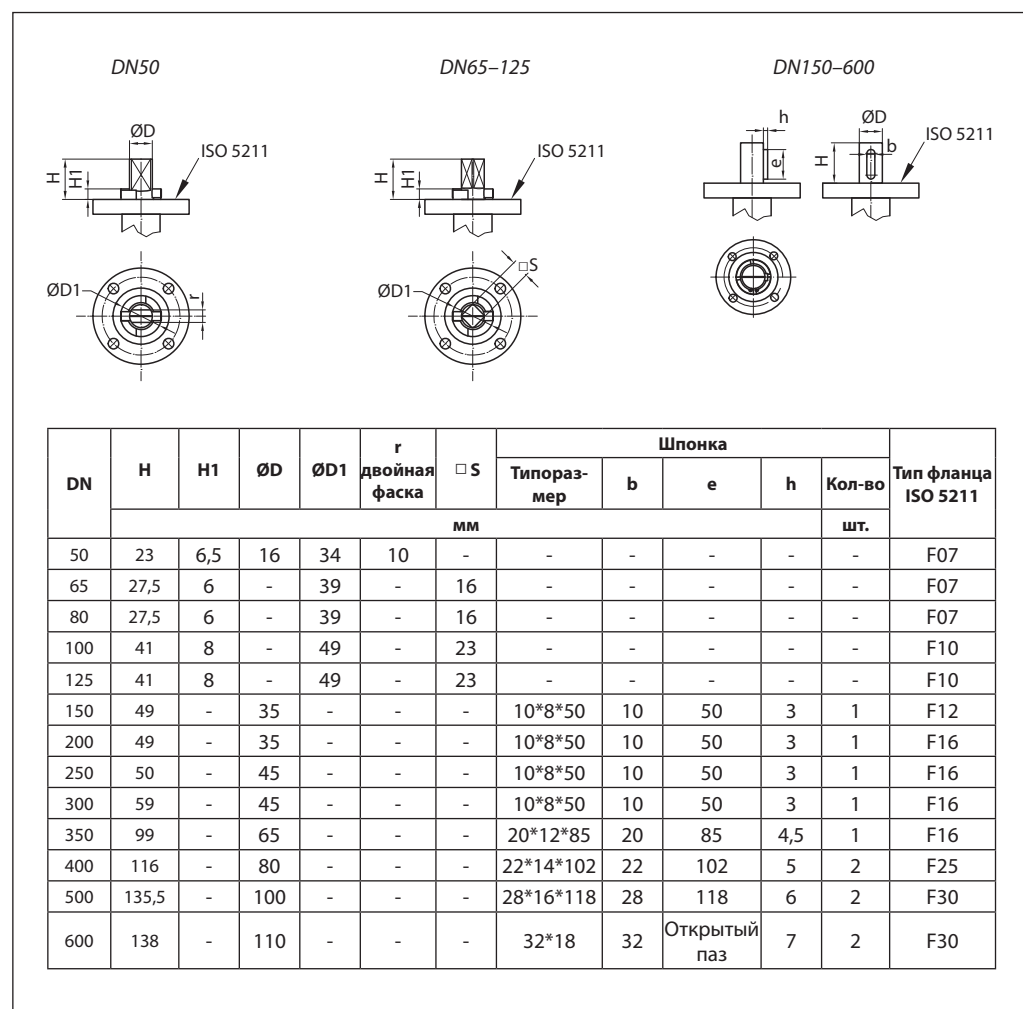 DN50
DN65–125
DN150–600
ØD
ISO 5211
H
H1
ØD1
r
ISO 5211
H
H1
ØD1
□S
h
e
ØD
ISO 5211
H
b
DN H H1 ØD ØD1 r двойная фаска □ S Шпонка Тип фланца ISO 5211
Типораз-
мер b e h Кол-во
мм шт.
50 23 6,5 16 34 10 - - - - - - F07
65 27,5 6 - 39 - 16 - - - - - F07
80 27,5 6 - 39 - 16 - - - - - F07
100 41 8 - 49 - 23 - - - - - F10
125 41 8 - 49 - 23 - - - - - F10
150 49 - 35 - - - 10*8*50 10 50 3 1 F12
200 49 - 35 - - - 10*8*50 10 50 3 1 F16
250 50 - 45 - - - 10*8*50 10 50 3 1 F16
300 59 - 45 - - - 10*8*50 10 50 3 1 F16
350 99 - 65 - - - 20*12*85 20 85 4,5 1 F16
400 116 - 80 - - - 22*14*102 22 102 5 2 F25
500 135,5 - 100 - - - 28*16*118 28 118 6 2 F30
600 138 - 110 - - - 32*18 32 Открытый паз 7 2 F30